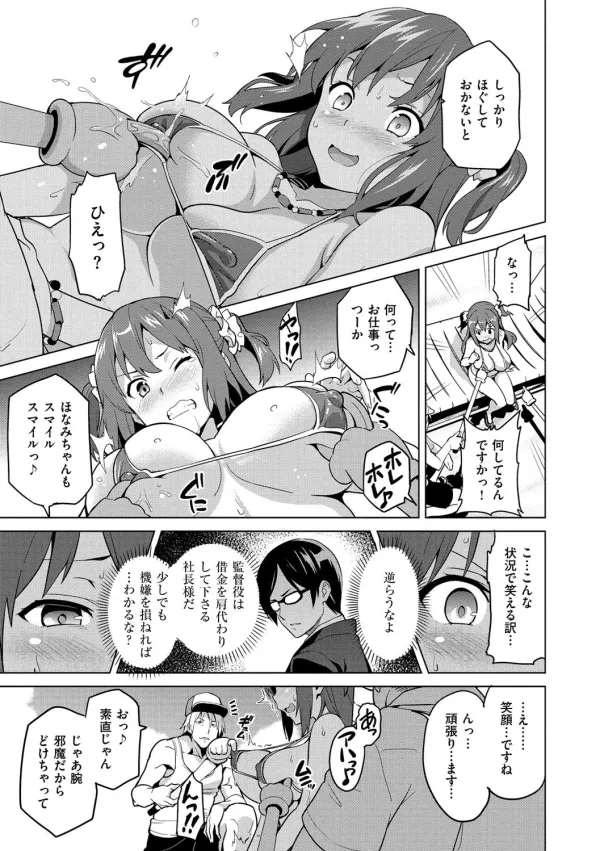 しっかり
ほぐして
おかないと
ひえっ？
なっ…
何してるん
ですかっ！
何って…
お仕事っ
つーか
やっ!!
ホレ
ホレ♪
ほなみちゃんも
スマイル
スマイルっ♪
こ…こんな
状況で笑える訳…
逆らうなよ
監督役は
借金を肩代わり
して下さる
社長様だ
少しでも
機嫌を損ねれば
…わかるな？
…え……
笑顔…ですね
んっ…
頑張り…ます…
あっ
アハっ♪
おっ♪
素直じゃん
じゃあ腕
邪魔だから
どけちゃって